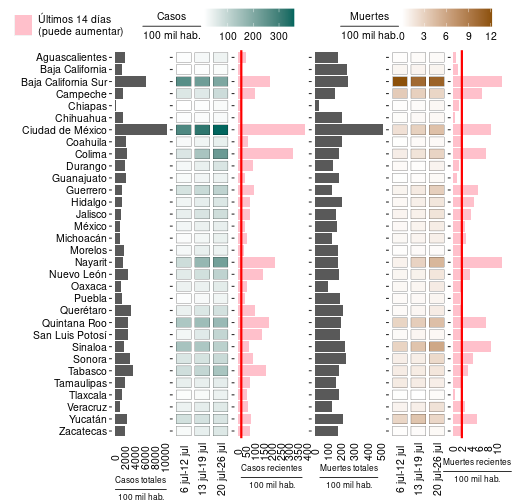 Últimos 14 días
(puede aumentar)
Casos
100 mil hab.
0 100 200 300
Muertes
100 mil hab.
0 3 6 9 12
Aguascalientes
Baja California
Baja California Sur
Campeche
Chiapas
Chihuahua
Ciudad de México
Coahuila
Colima
Durango
Guanajuato
Guerrero
Hidalgo
Jalisco
México
Michoacán
Morelos
Nayarit
Nuevo León
Oaxaca
Puebla
Querétaro
Quintana Roo
San Luis Potosí
Sinaloa
Sonora
Tabasco
Tamaulipas
Tlaxcala
Veracruz
Yucatán
Zacatecas
0 2000 4000 6000 8000 10000
Casos totales
100 mil hab.
6 jul-12 jul
13 jul-19 jul
20 jul-26 jul
0 50 100 150 200 250 300 350 400
Casos recientes
100 mil hab.
0 100 200 300 400 500
Muertes totales
100 mil hab.
6 jul-12 jul
13 jul-19 jul
20 jul-26 jul
0 2 4 6 8 10
Muertes recientes
100 mil hab.